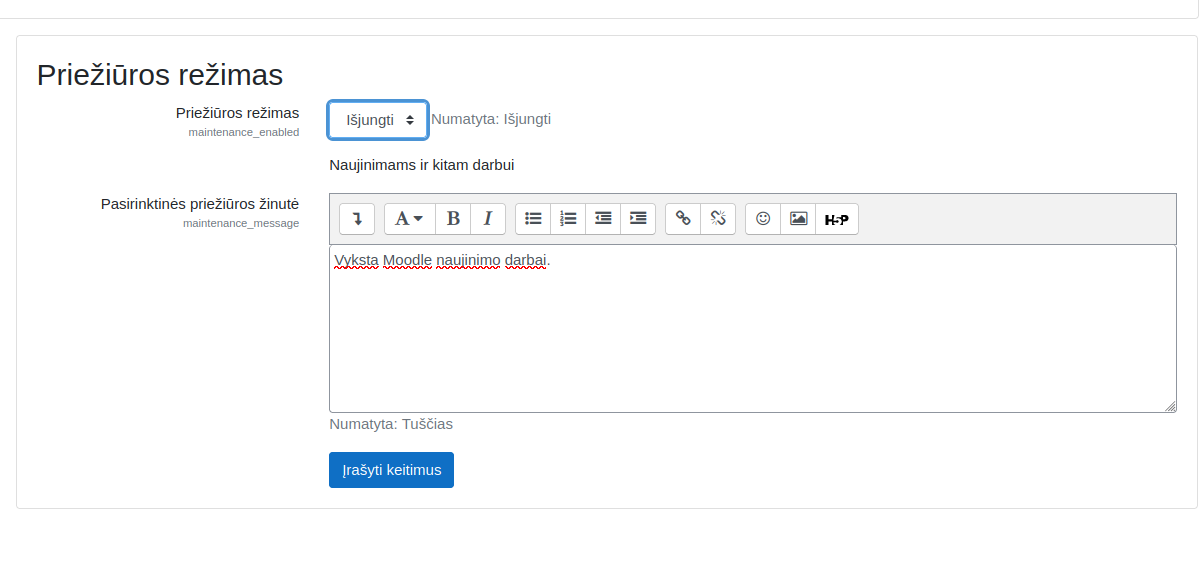 Priežiūros režimas
Priežiūros režimas
maintenance_enabled
Išjungti
Numatyta: Išjungti
Naujinimams ir kitam darbui
Pasirinktinės priežiūros žinutė
maintenance_message
A B I H-P
Vyksta Moodle naujinimo darbai.
Numatyta: Tuščias
Įrašyti keitimus